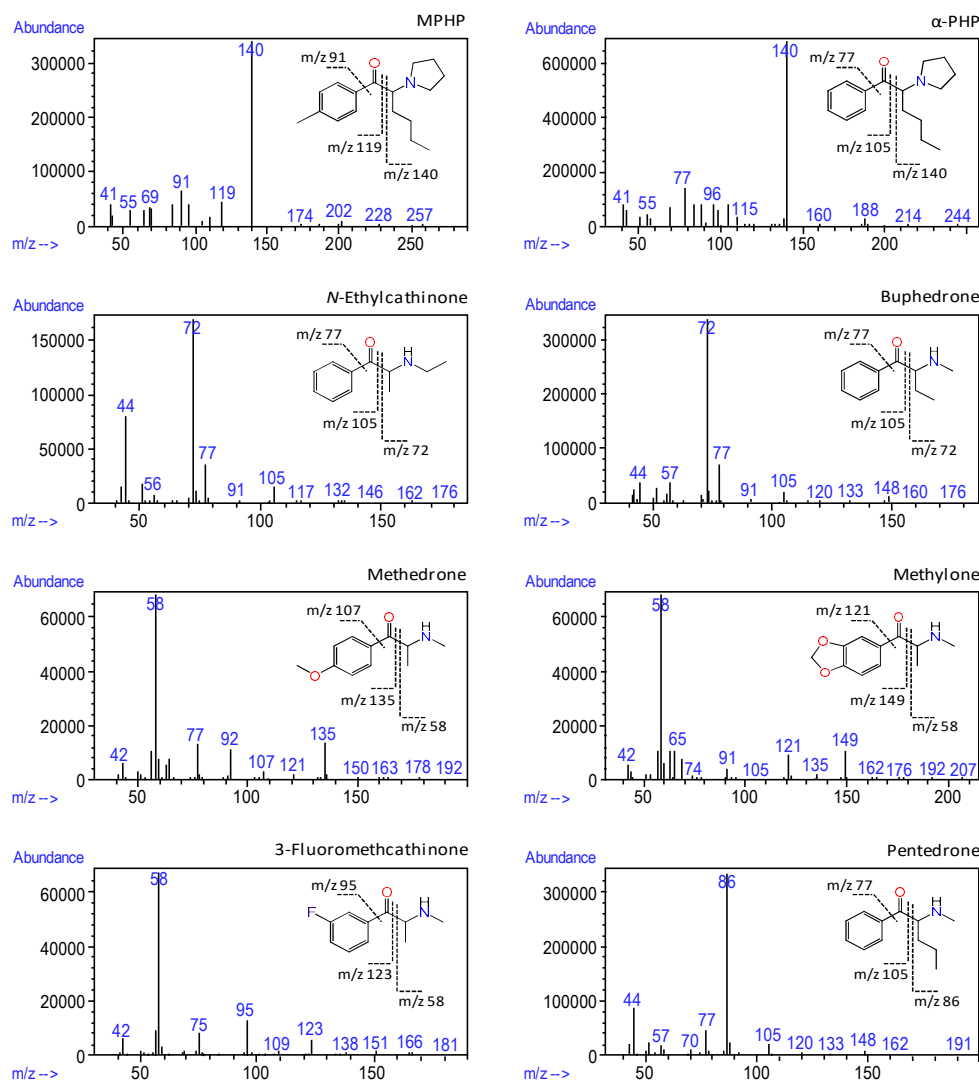 MPHP
Abundance
300000
200000
100000
0
41
55
69
91
119
140
174
202
228
257
m/z 91
O
N
m/z 119
m/z 140
50
100
150
200
250
m/z -->
α-PHP
Abundance
600000
400000
200000
0
41
55
77
96
115
140
160
188
214
244
m/z 77
O
N
m/z 105
m/z 140
50
100
150
200
m/z -->
N-Ethylcathinone
Abundance
150000
100000
50000
0
44
56
72
77
91
105
117
132
146
162
176
m/z 77
O
H
N
m/z 105
m/z 72
50
100
150
m/z -->
Buphedrone
Abundance
300000
200000
100000
0
44
57
72
77
91
105
120
133
148
160
176
m/z 77
O
H
N
m/z 105
m/z 72
50
100
150
m/z -->
Methedrone
Abundance
60000
40000
20000
0
42
58
77
92
107
121
135
150
163
178
192
m/z 107
O
H
N
O
m/z 135
m/z 58
50
100
150
m/z -->
Methylone
Abundance
60000
40000
20000
0
42
58
65
74
91
105
121
135
149
162
176
192
207
m/z 121
O
H
N
O
O
m/z 149
m/z 58
50
100
150
200
m/z -->
3-Fluoromethcathinone
Abundance
60000
40000
20000
0
42
58
75
95
109
123
138
151
166
181
m/z 95
O
H
N
F
m/z 123
m/z 58
50
100
150
m/z -->
Pentedrone
Abundance
300000
200000
100000
0
44
57
70
77
86
105
120
133
148
162
191
m/z 77
O
H
N
m/z 105
m/z 86
50
100
150
m/z -->